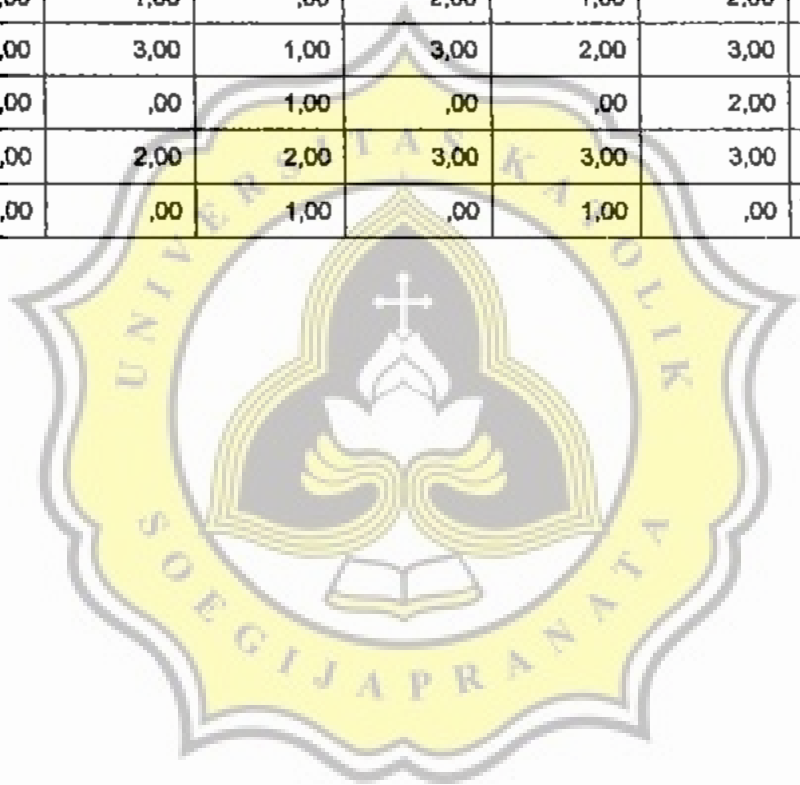 ,00 3,00 1,00 3,00 2,00 3,00
,00 ,00 1,00 ,00 ,00 2,00
,00 2,00 2,00 3,00 3,00 3,00
,00 ,00 1,00 ,00 1,00 ,00
UNIVERSITAS KATOLIK
SOEGIJAPRANATA